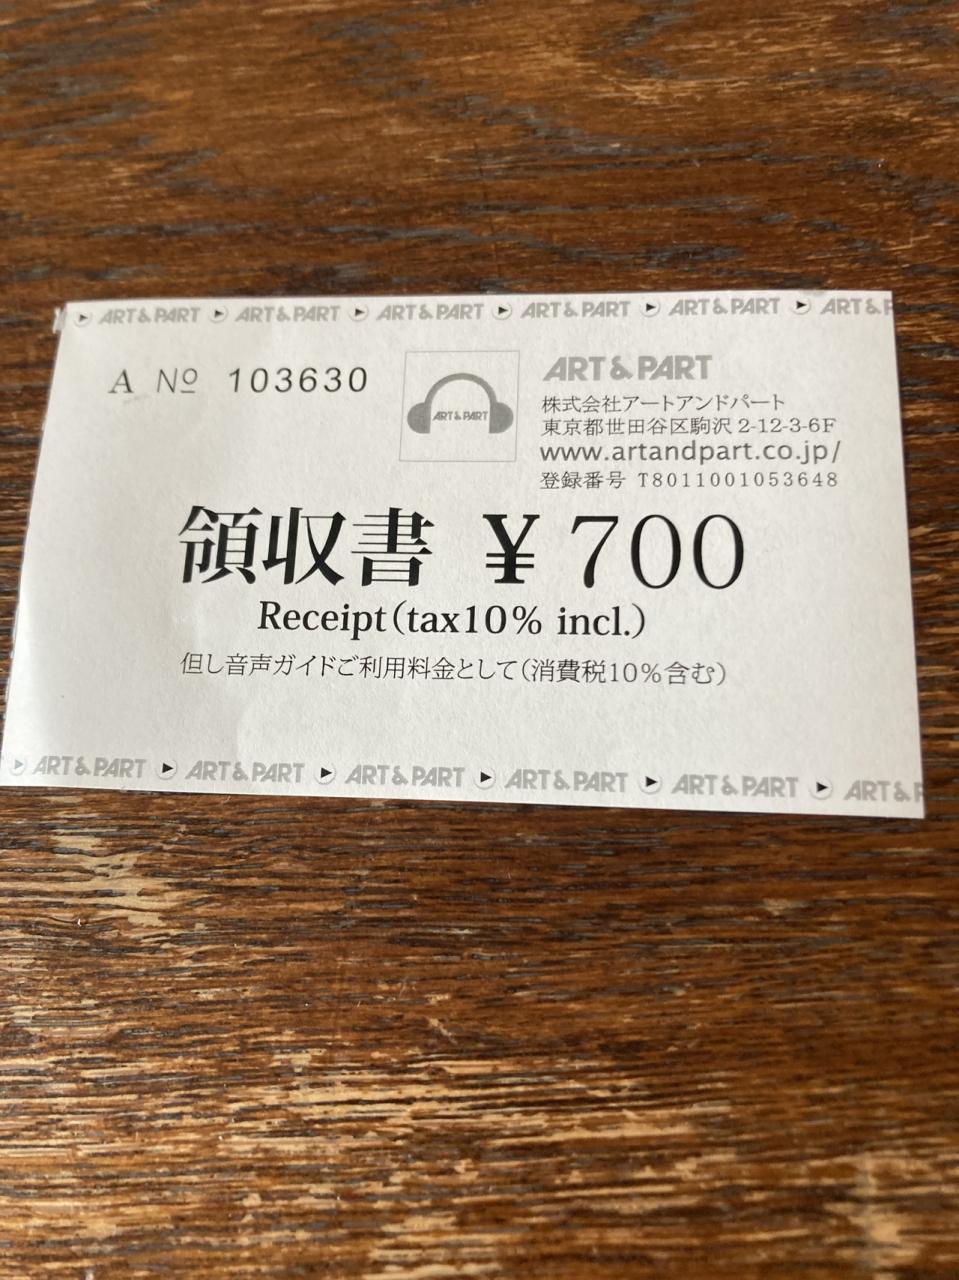 ART&PART ART&PART ART&PART ART&PART ART&PART ART&P
A № 103630
ART&PART
ART&PART
株式会社アートアンドパート
東京都世田谷区駒沢 2-12-3-6F
www.artandpart.co.jp/
登録番号 T8011001053648
領収書 ¥700
Receipt(tax10% incl.)
但し音声ガイドご利用料金として(消費税10%含む)
ART&PART ART&PART ART&PART ART&PART ART&PART ART&P